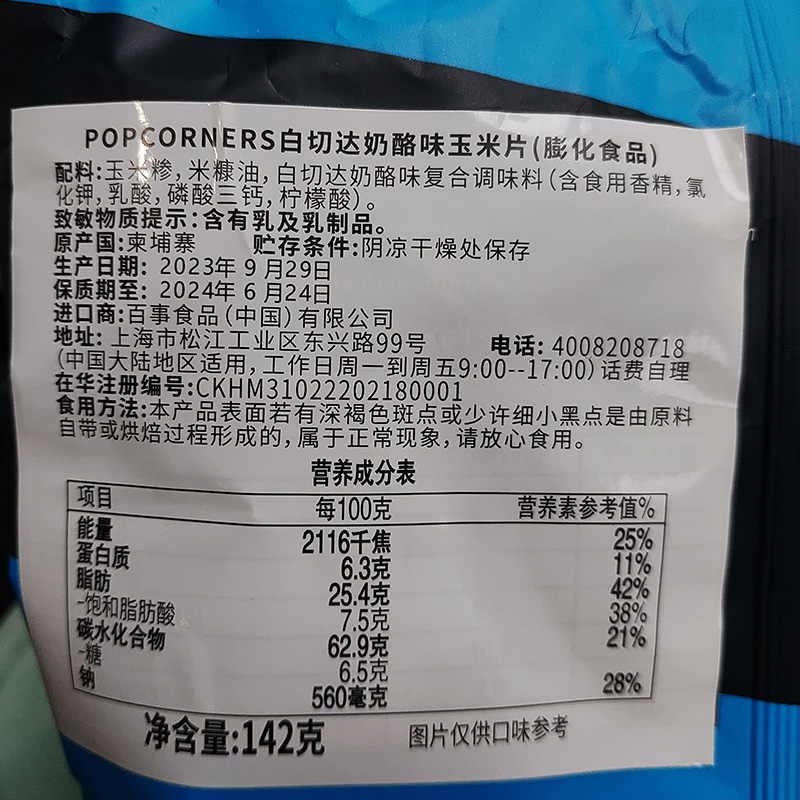 POPCORNERS白切达奶酪味玉米片(膨化食品)
配料:玉米糁,米糠油,白切达奶酪味复合调味料(含食用香精,氯
化钾,乳酸,磷酸三钙,柠檬酸)。
致敏物质提示:含有乳及乳制品。
原产国:柬埔寨 贮存条件:阴凉干燥处保存
生产日期: 2023年 9 月29日
保质期至: 2024年 6 月24日
进口商:百事食品(中国)有限公司
地址: 上海市松江工业区东兴路99号 电话: 4008208718
(中国大陆地区适用,工作日周一到周五9:00--17:00)话费自理
在华注册编号:CKHM31022202180001
食用方法:本产品表面若有深褐色斑点或少许细小黑点是由原料
自带或烘焙过程形成的,属于正常现象,请放心食用。
营养成分表
项目 每100克 营养素参考值%
能量 2116千焦 25%
蛋白质 6.3克 11%
脂肪 25.4克 42%
-饱和脂肪酸 7.5克 38%
碳水化合物 62.9克 21%
-糖 6.5克
钠 560毫克 28%
净含量:142克 图片仅供口味参考